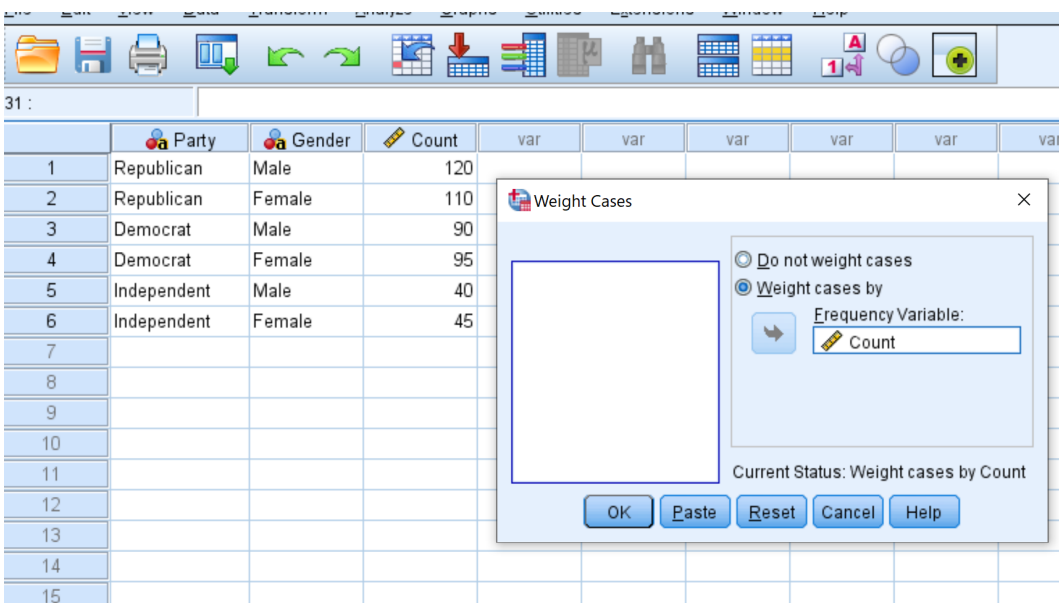 31 :
Party Gender Count var var var var var
1 Republican Male 120
2 Republican Female 110
3 Democrat Male 90
4 Democrat Female 95
5 Independent Male 40
6 Independent Female 45
7
8
9
10
11
12
13
14
15
Weight Cases
Do not weight cases
Weight cases by
Frequency Variable:
Count
Current Status: Weight cases by Count
OK Paste Reset Cancel Help